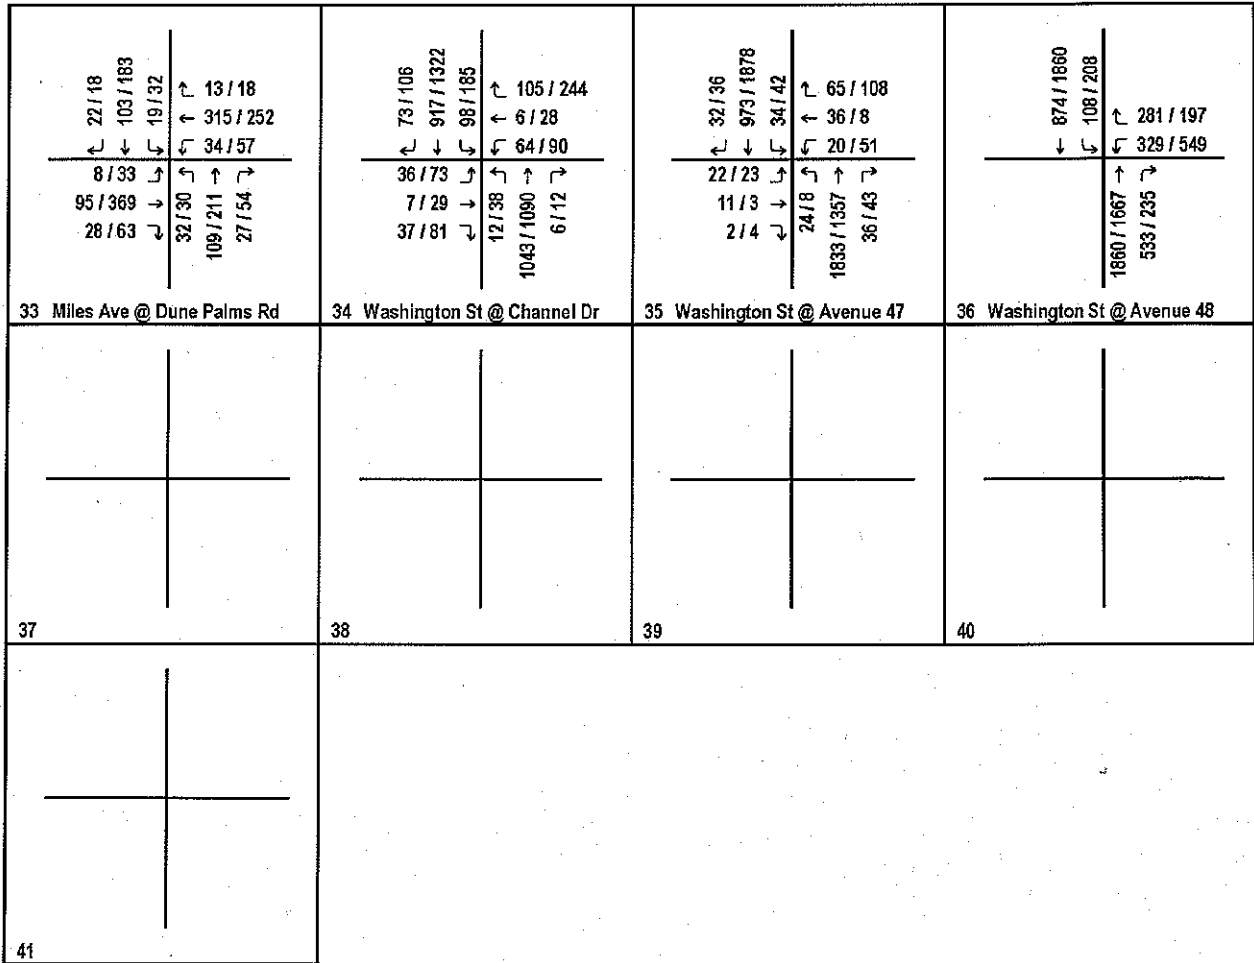 22 / 18
103 / 183
19 / 32
↰ 13 / 18
← 315 / 252
↙ 34 / 57
8 / 33
95 / 369 →
28 / 63
32 / 30
109 / 211
27 / 54
33 Miles Ave @ Dune Palms Rd
73 / 106
917 / 1322
98 / 185
105 / 244
← 6 / 28
64 / 90
36 / 73
7 / 29 →
37 / 81
12 / 38
1043 / 1090
6 / 12
34 Washington St @ Channel Dr
32 / 36
973 / 1878
34 / 42
65 / 108
← 36 / 8
20 / 51
22 / 23
11 / 3 →
2 / 4
24 / 8
1833 / 1357
36 / 43
35 Washington St @ Avenue 47
874 / 1860
108 / 208
281 / 197
329 / 549
1860 / 1667
533 / 235
36 Washington St @ Avenue 48
37
38
39
40
41